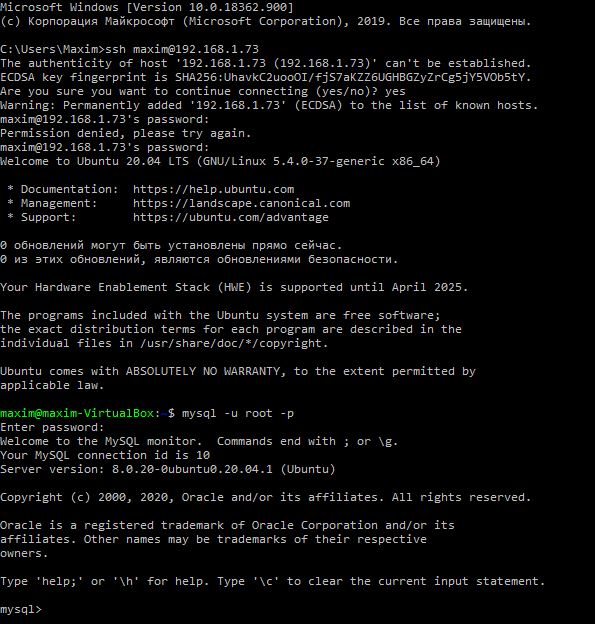 Microsoft Windows [Version 10.0.18362.900]
(c) Корпорация Майкрософт (Microsoft Corporation), 2019. Все права защищены.
C:\Users\Maxim>ssh maxim@192.168.1.73
The authenticity of host '192.168.1.73 (192.168.1.73)' can't be established.
ECDSA key fingerprint is SHA256:UhavkC2uooOI/fjS7aKZZ6UGHBGZyZrCg5jY5VOb5tY.
Are you sure you want to continue connecting (yes/no)? yes
Warning: Permanently added '192.168.1.73' (ECDSA) to the list of known hosts.
maxim@192.168.1.73's password:
Permission denied, please try again.
maxim@192.168.1.73's password:
Welcome to Ubuntu 20.04 LTS (GNU/Linux 5.4.0-37-generic x86_64)
* Documentation:  https://help.ubuntu.com
* Management:     https://landscape.canonical.com
* Support:        https://ubuntu.com/advantage
0 обновлений могут быть установлены прямо сейчас.
0 из этих обновлений, являются обновлениями безопасности.
Your Hardware Enablement Stack (HWE) is supported until April 2025.
The programs included with the Ubuntu system are free software;
the exact distribution terms for each program are described in the
individual files in /usr/share/doc/*/copyright.
Ubuntu comes with ABSOLUTELY NO WARRANTY, to the extent permitted by
applicable law.
maxim@maxim-VirtualBox:~$ mysql -u root -p
Enter password:
Welcome to the MySQL monitor.  Commands end with ; or \g.
Your MySQL connection id is 10
Server version: 8.0.20-0ubuntu0.20.04.1 (Ubuntu)
Copyright (c) 2000, 2020, Oracle and/or its affiliates. All rights reserved.
Oracle is a registered trademark of Oracle Corporation and/or its
affiliates. Other names may be trademarks of their respective
owners.
Type 'help;' or '\h' for help. Type '\c' to clear the current input statement.
mysql>